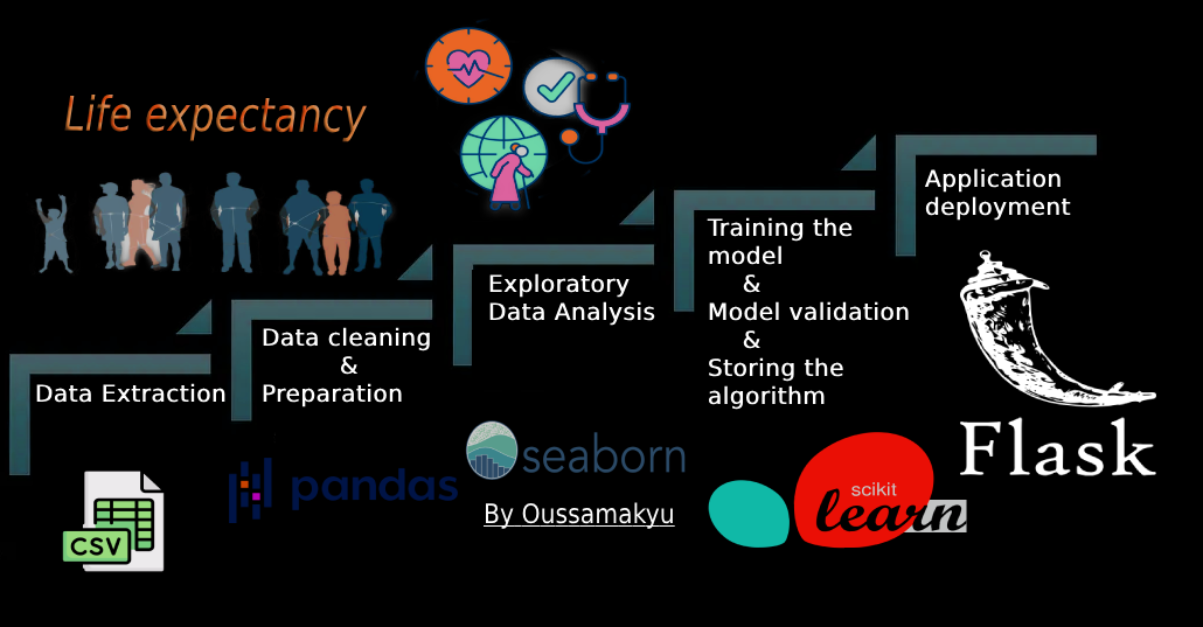 Life expectancy
Data Extraction
CSV
Data cleaning
&
Preparation
pandas
Exploratory
Data Analysis
seaborn
By Oussamakyu
Training the
model
&
Model validation
&
Storing the
algorithm
scikit
learn
Application
deployment
Flask